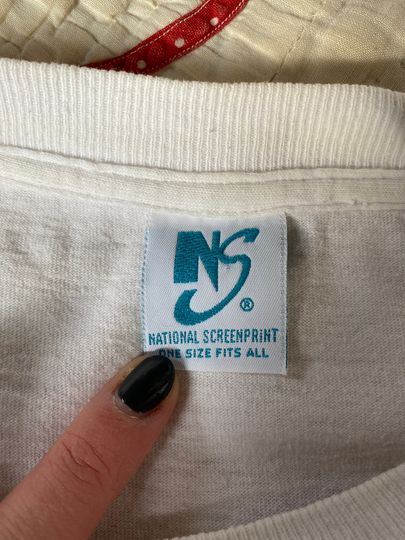 NS®
NATIONAL SCREENPRINT
ONE SIZE FITS ALL